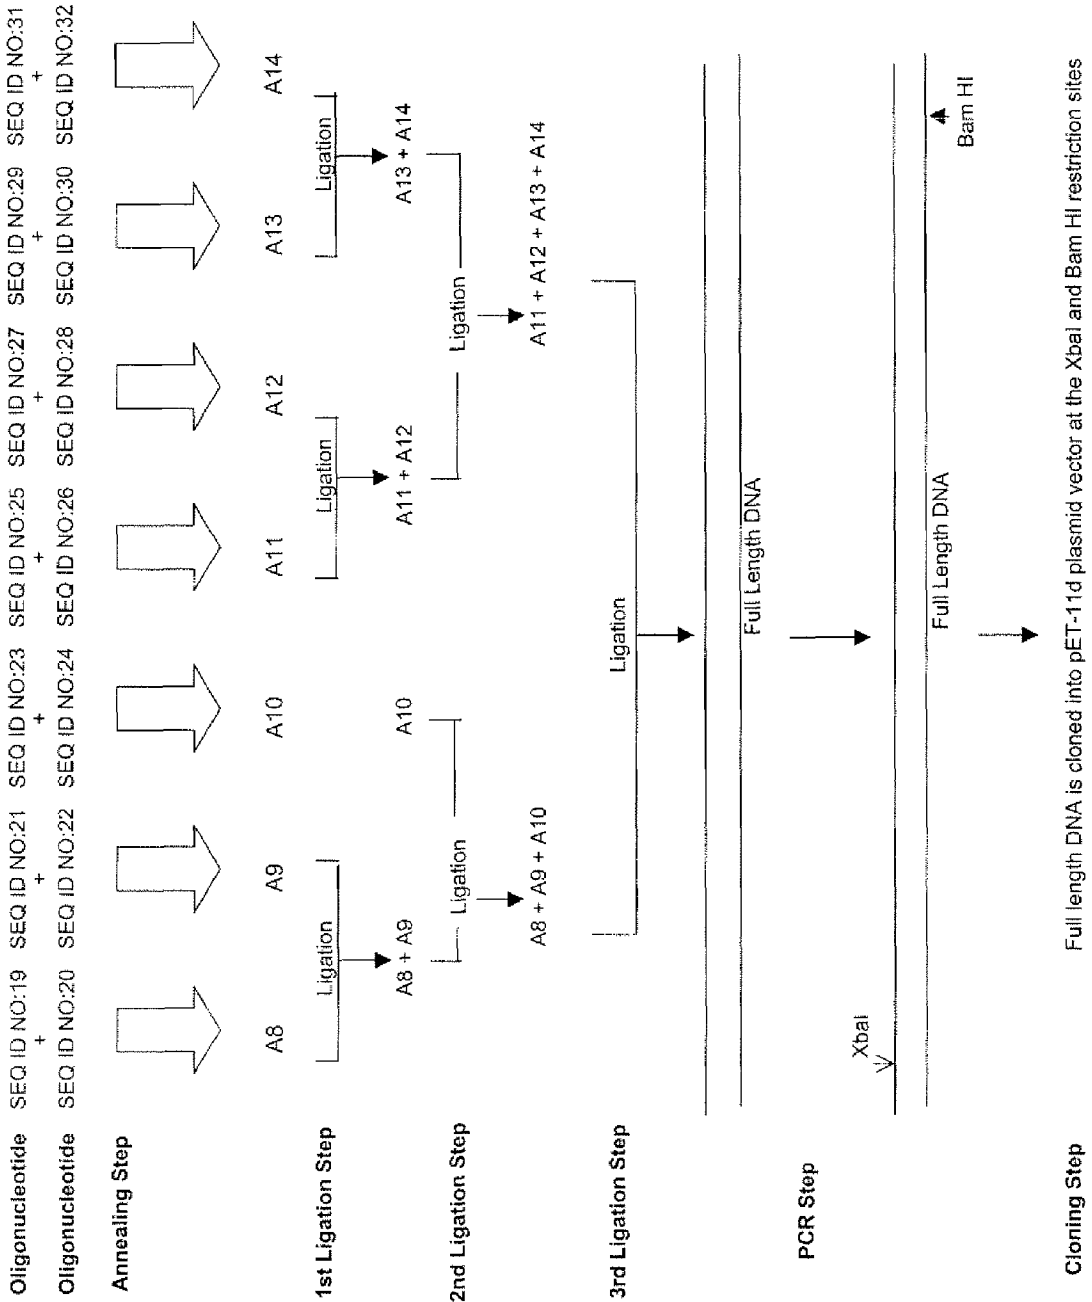 Oligonucleotide SEQ ID NO:19 SEQ ID NO:21 SEQ ID NO:23 SEQ ID NO:25 SEQ ID NO:27 SEQ ID NO:29 SEQ ID NO:31
+ + + + + + +
Oligonucleotide SEQ ID NO:20 SEQ ID NO:22 SEQ ID NO:24 SEQ ID NO:26 SEQ ID NO:28 SEQ ID NO:30 SEQ ID NO:32
Annealing Step
A8 A9 A10 A11 A12 A13 A14
1st Ligation Step Ligation Ligation Ligation
A8 + A9 A10 A11 + A12 A13 + A14
2nd Ligation Step Ligation Ligation
A8 + A9 + A10 A11 + A12 + A13 + A14
3rd Ligation Step Ligation
Full Length DNA
PCR Step
XbaI
Full Length DNA
Bam HI
Cloning Step Full length DNA is cloned into pET-11d plasmid vector at the XbaI and Bam HI restriction sites